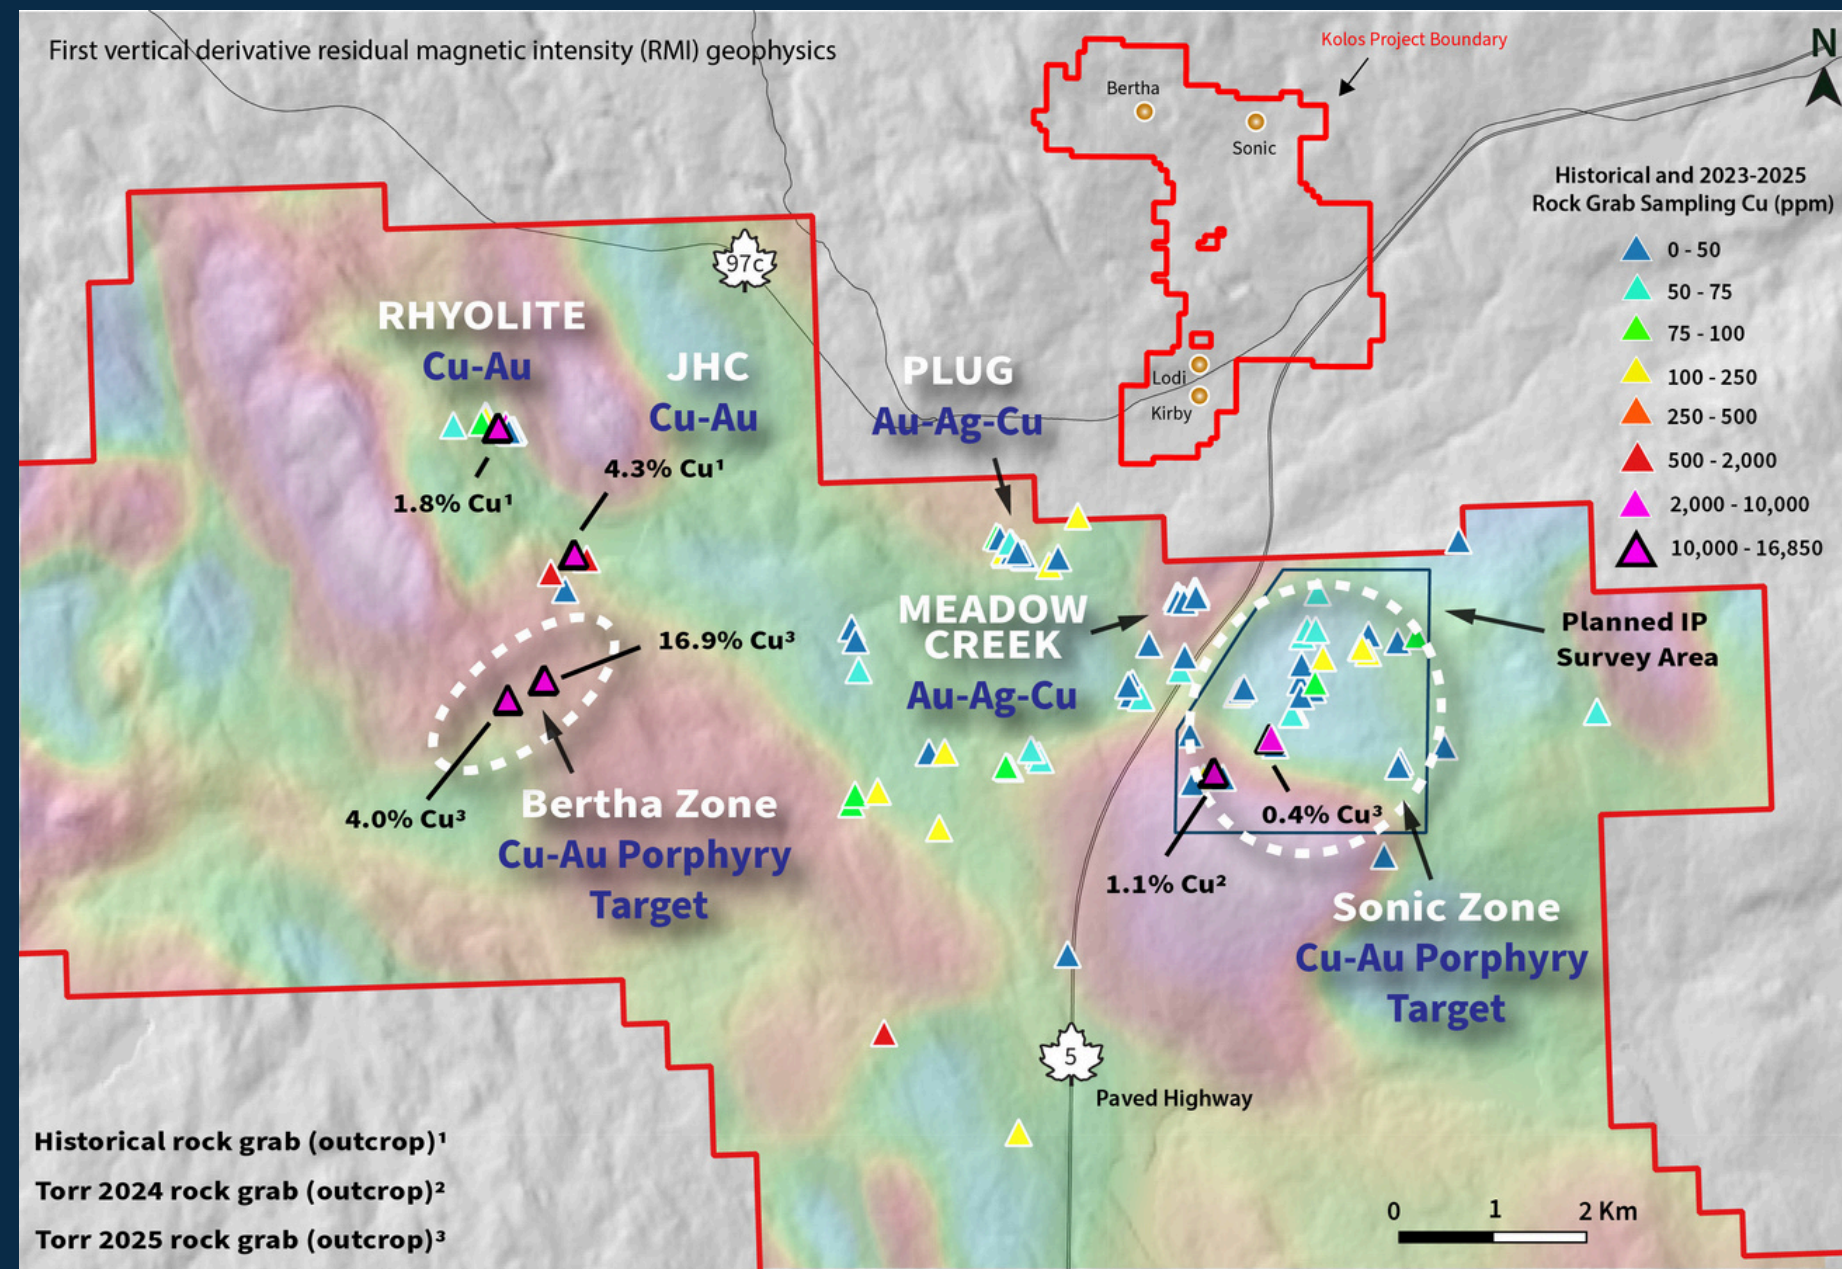 First vertical derivative residual magnetic intensity (RMI) geophysics
Kolos Project Boundary
N
Bertha
Sonic
Lodi
Kirby
Historical and 2023-2025
Rock Grab Sampling Cu (ppm)
0 - 50
50 - 75
75 - 100
100 - 250
250 - 500
500 - 2,000
2,000 - 10,000
10,000 - 16,850
97c
RHYOLITE
Cu-Au
JHC
Cu-Au
PLUG
Au-Ag-Cu
4.3% Cu¹
1.8% Cu¹
MEADOW
CREEK
Au-Ag-Cu
Planned IP
Survey Area
16.9% Cu³
4.0% Cu³
Bertha Zone
Cu-Au Porphyry
Target
0.4% Cu³
1.1% Cu²
Sonic Zone
Cu-Au Porphyry
Target
5
Paved Highway
Historical rock grab (outcrop)¹
Torr 2024 rock grab (outcrop)²
Torr 2025 rock grab (outcrop)³
0 1 2 Km